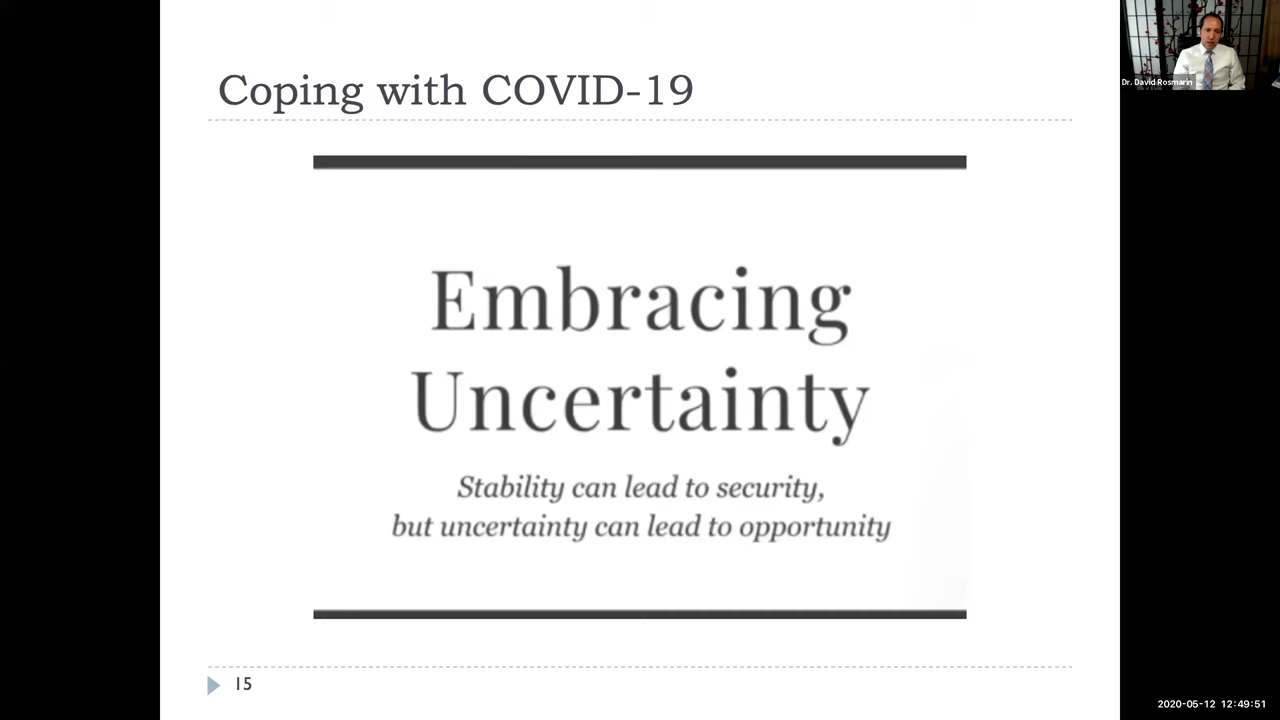 Coping with COVID-19
Dr. David Rosmarin
Embracing
Uncertainty
Stability can lead to security,
but uncertainty can lead to opportunity
15
2020-05-12 12:49:51